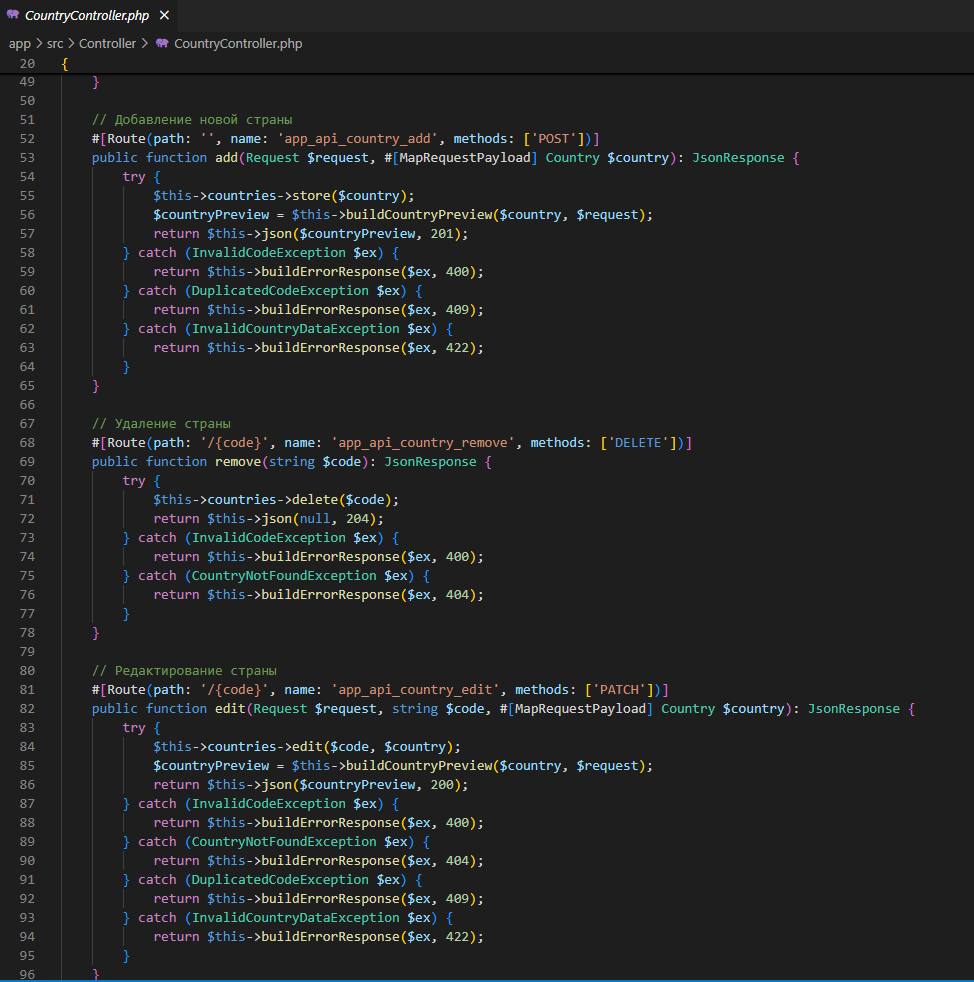 CountryController.php ×
app > src > Controller > CountryController.php
20 {
49 }
50
51 // Добавление новой страны
52 #[Route(path: '', name: 'app_api_country_add', methods: ['POST'])]
53 public function add(Request $request, #[MapRequestPayload] Country $country): JsonResponse {
54 try {
55 $this->countries->store($country);
56 $countryPreview = $this->buildCountryPreview($country, $request);
57 return $this->json($countryPreview, 201);
58 } catch (InvalidCodeException $ex) {
59 return $this->buildErrorResponse($ex, 400);
60 } catch (DuplicatedCodeException $ex) {
61 return $this->buildErrorResponse($ex, 409);
62 } catch (InvalidCountryDataException $ex) {
63 return $this->buildErrorResponse($ex, 422);
64 }
65 }
66
67 // Удаление страны
68 #[Route(path: '/{code}', name: 'app_api_country_remove', methods: ['DELETE'])]
69 public function remove(string $code): JsonResponse {
70 try {
71 $this->countries->delete($code);
72 return $this->json(null, 204);
73 } catch (InvalidCodeException $ex) {
74 return $this->buildErrorResponse($ex, 400);
75 } catch (CountryNotFoundException $ex) {
76 return $this->buildErrorResponse($ex, 404);
77 }
78 }
79
80 // Редактирование страны
81 #[Route(path: '/{code}', name: 'app_api_country_edit', methods: ['PATCH'])]
82 public function edit(Request $request, string $code, #[MapRequestPayload] Country $country): JsonResponse {
83 try {
84 $this->countries->edit($code, $country);
85 $countryPreview = $this->buildCountryPreview($country, $request);
86 return $this->json($countryPreview, 200);
87 } catch (InvalidCodeException $ex) {
88 return $this->buildErrorResponse($ex, 400);
89 } catch (CountryNotFoundException $ex) {
90 return $this->buildErrorResponse($ex, 404);
91 } catch (DuplicatedCodeException $ex) {
92 return $this->buildErrorResponse($ex, 409);
93 } catch (InvalidCountryDataException $ex) {
94 return $this->buildErrorResponse($ex, 422);
95 }
96 }